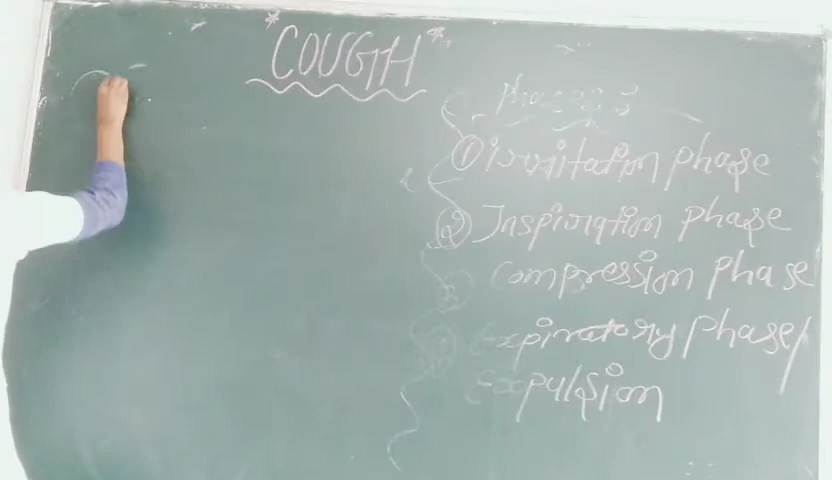 *COUGH*
Phases
① irritation phase
② Inspiration phase
Compression phase
Expiratory phase/
Expulsion